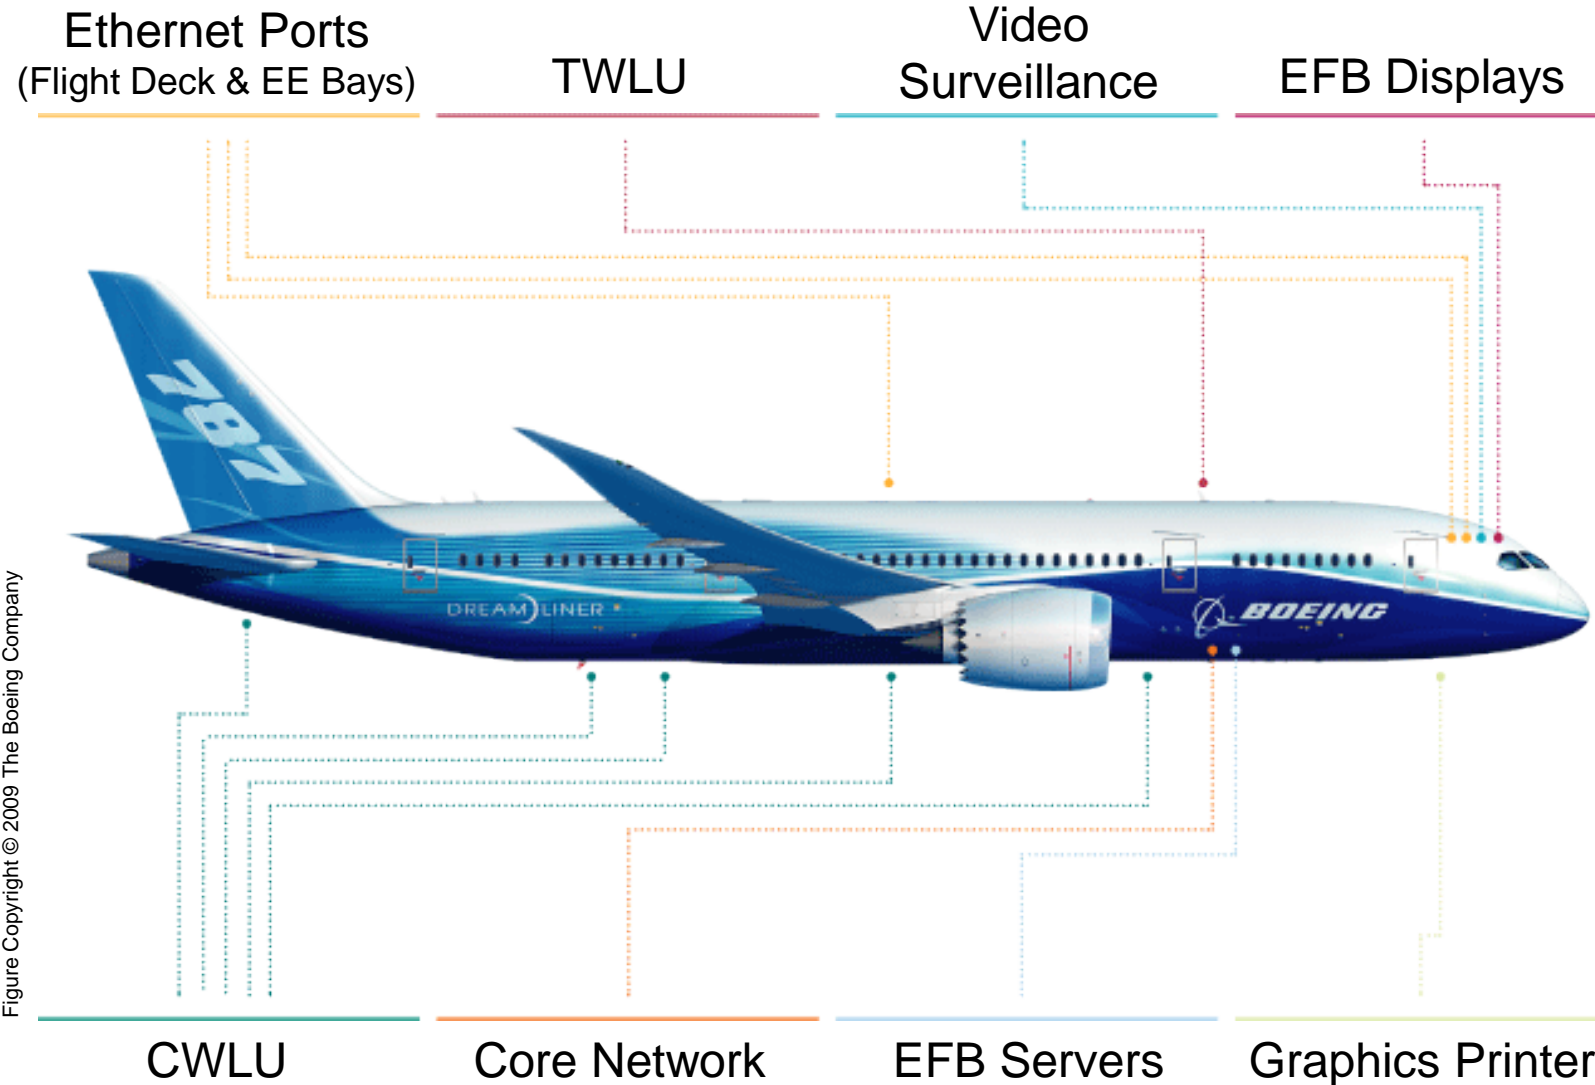 Ethernet Ports
(Flight Deck & EE Bays)
TWLU
Video
Surveillance
EFB Displays
787
DREAMLINER
BOEING
Figure Copyright © 2009 The Boeing Company
CWLU
Core Network
EFB Servers
Graphics Printer